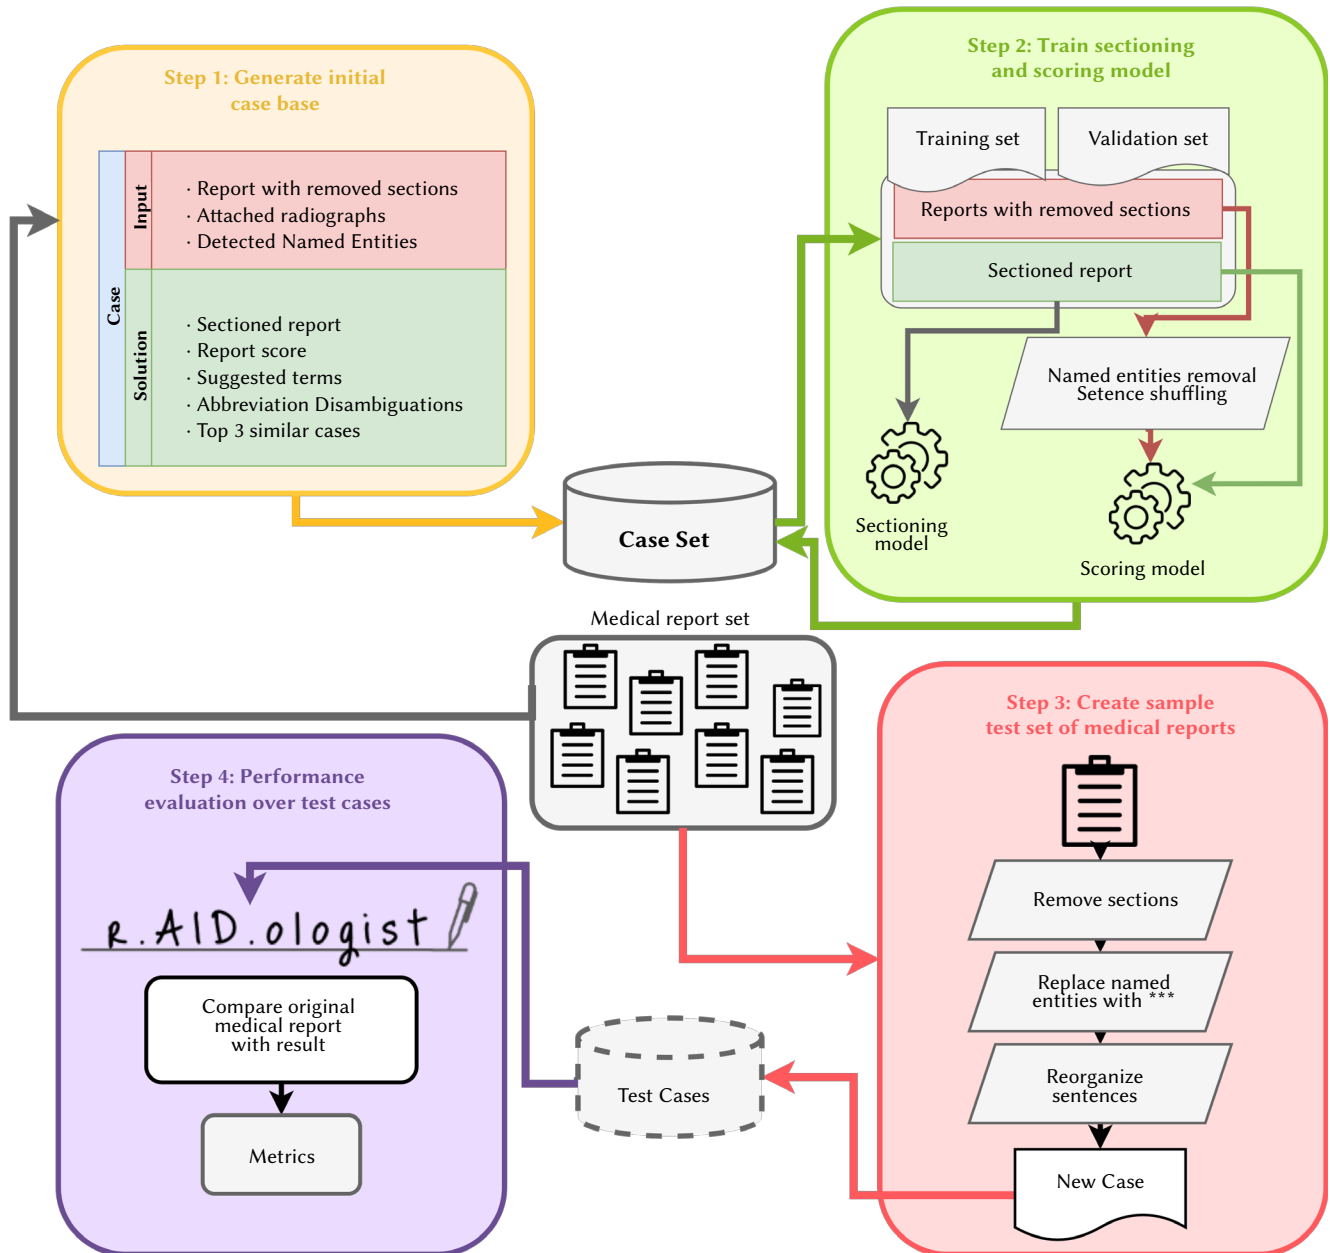 Step 1: Generate initial
case base
Case
Input
· Report with removed sections
· Attached radiographs
· Detected Named Entities
Solution
· Sectioned report
· Report score
· Suggested terms
· Abbreviation Disambiguations
· Top 3 similar cases
Step 2: Train sectioning
and scoring model
Training set
Validation set
Reports with removed sections
Sectioned report
Named entities removal
Setence shuffling
Sectioning
model
Scoring model
Case Set
Medical report set
Step 3: Create sample
test set of medical reports
Remove sections
Replace named
entities with ***
Reorganize
sentences
New Case
Test Cases
Step 4: Performance
evaluation over test cases
r.AID.ologist
Compare original
medical report
with result
Metrics